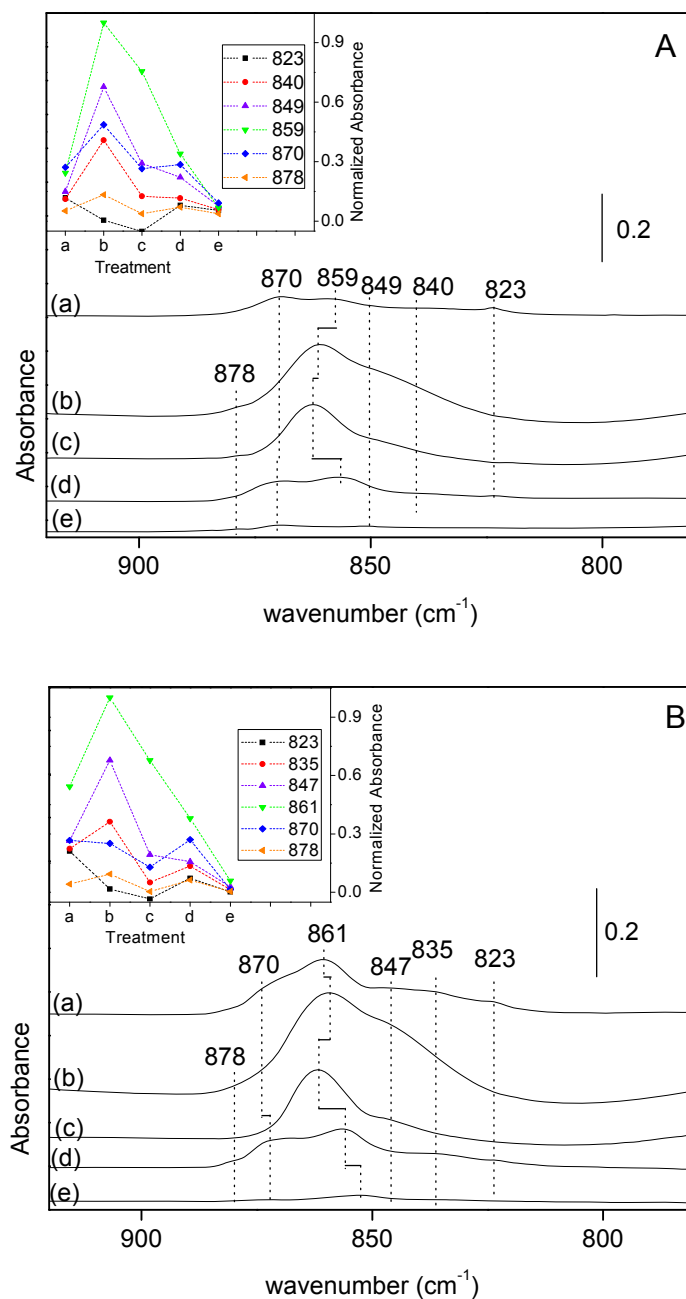 A
823
840
849
859
870
878
0.9
0.6
0.3
0.0
Normalized Absorbance
a b c d e
Treatment
0.2
870 859 849 840 823
878
(a)
(b)
(c)
(d)
(e)
Absorbance
900 850 800
wavenumber (cm⁻¹)
B
823
835
847
861
870
878
0.9
0.6
0.3
0.0
Normalized Absorbance
a b c d e
Treatment
0.2
861
870 847 835 823
878
(a)
(b)
(c)
(d)
(e)
Absorbance
900 850 800
wavenumber (cm⁻¹)